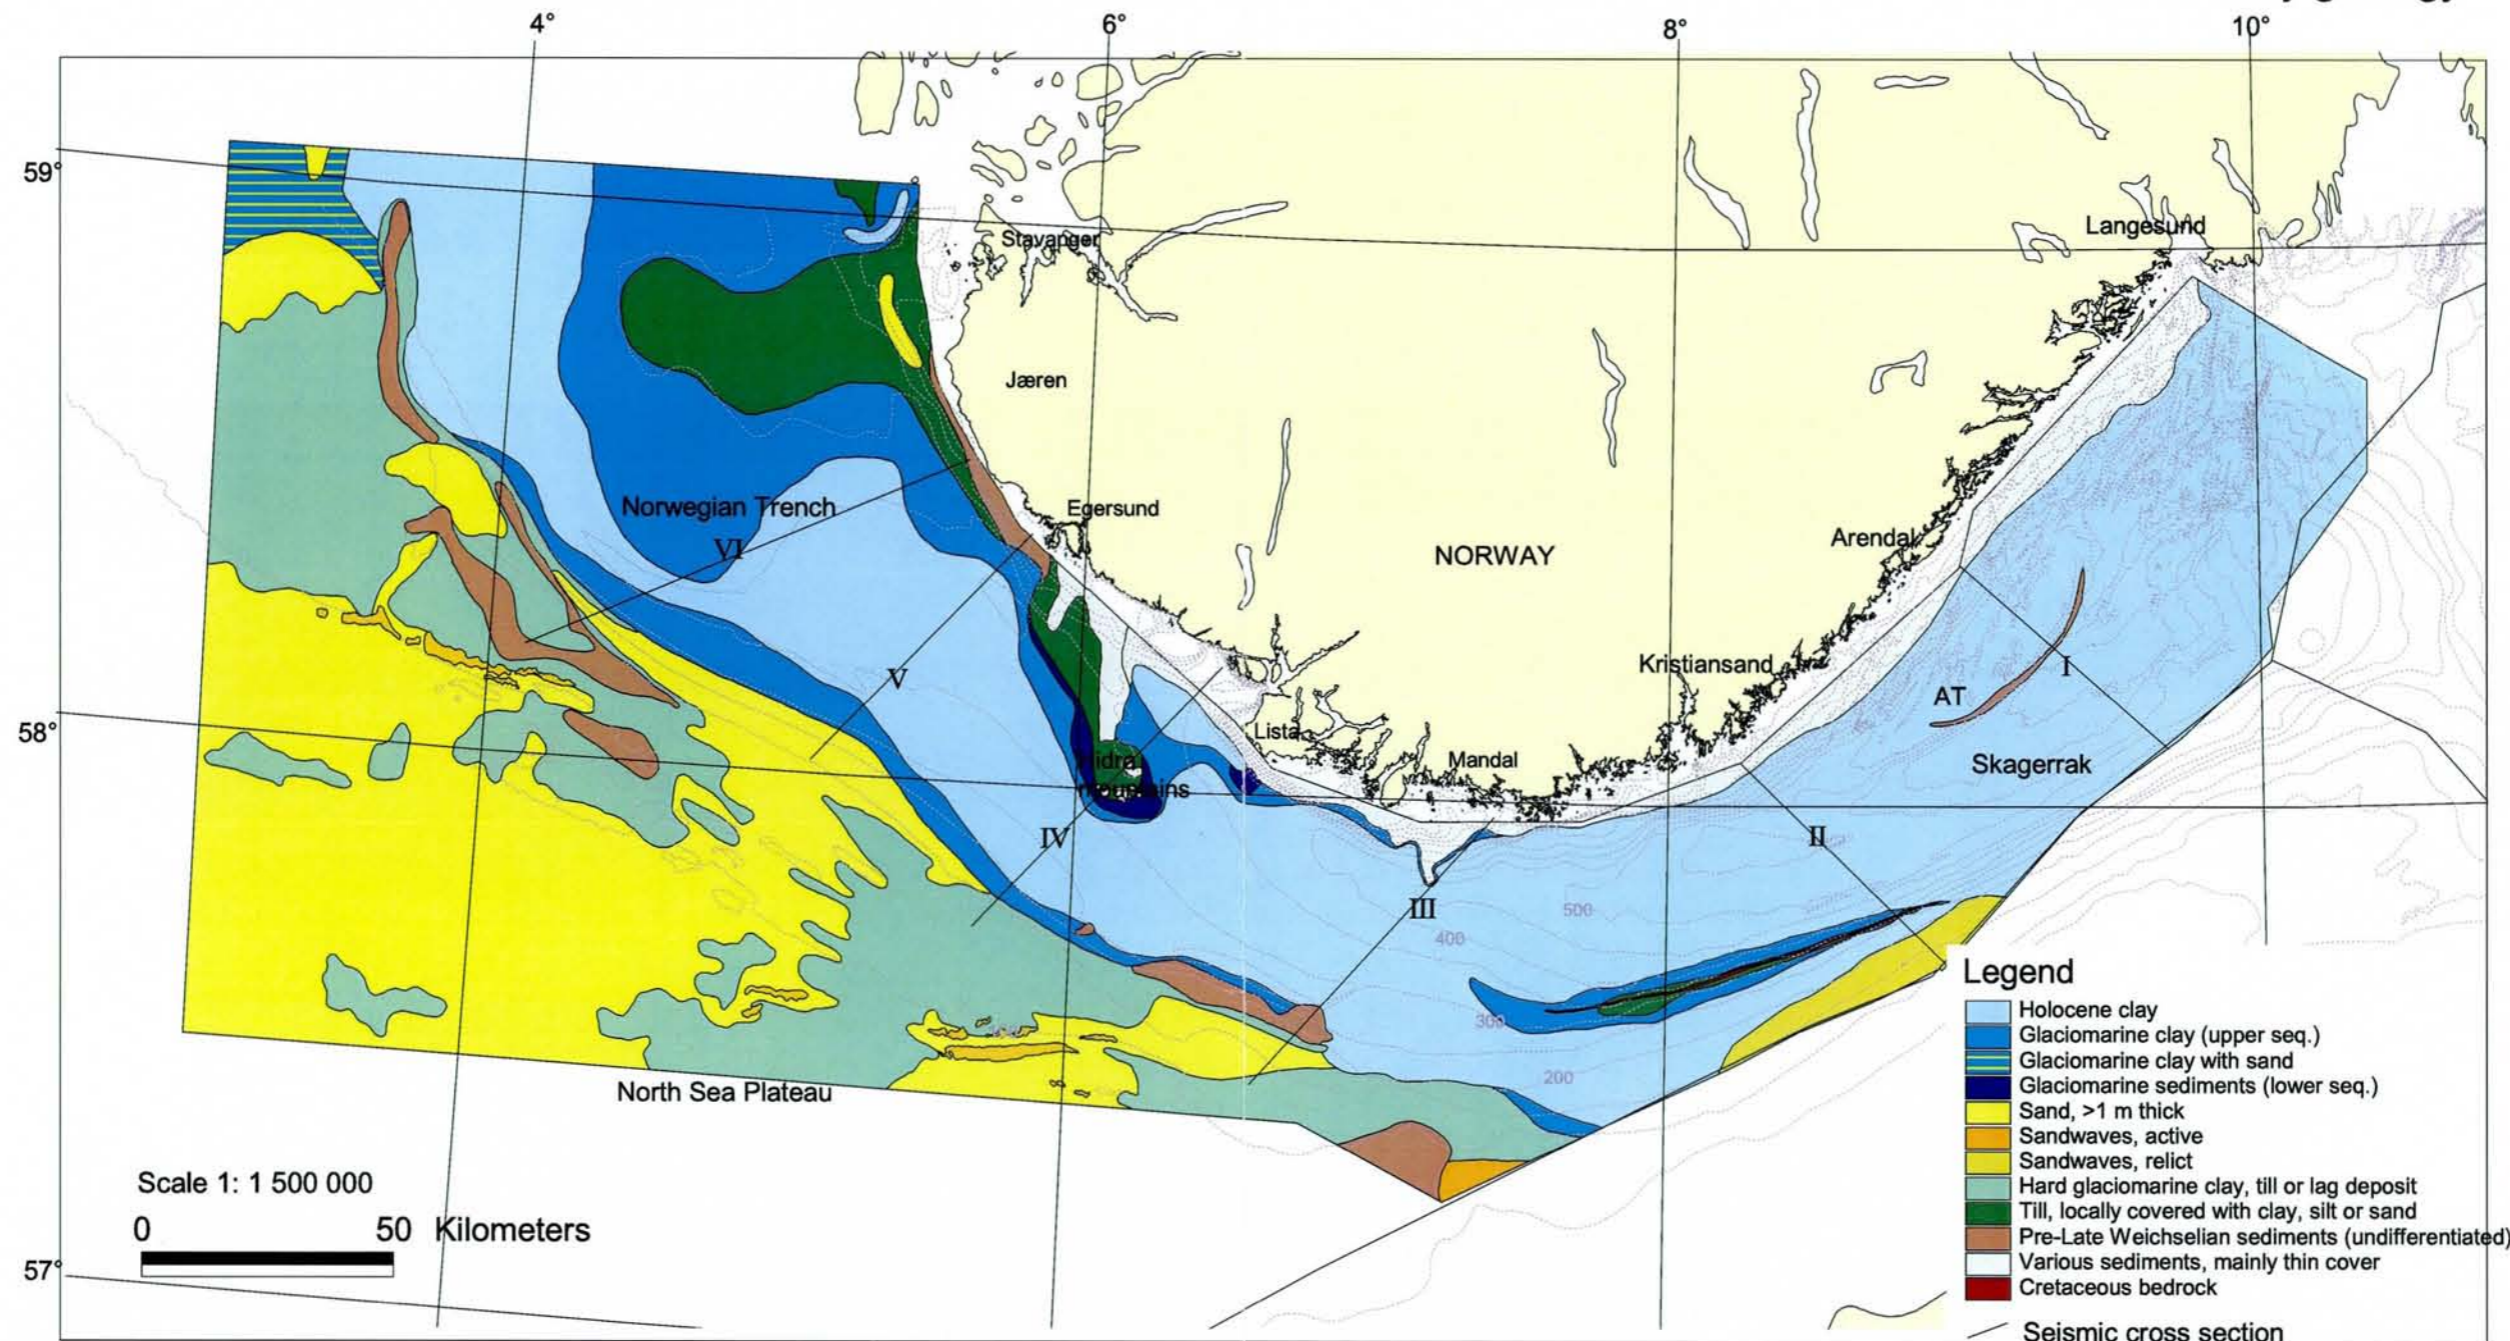 4°
6°
8°
10°
59°
Langesund
Stavanger
Jæren
Norwegian Trench
Egersund
VI
NORWAY
Arendal
Kristiansand
I
V
AT
58°
Lista
Mandal
Hidra
mountains
Skagerrak
IV
II
III
500
400
300
200
100
North Sea Plateau
Scale 1: 1 500 000
0 50 Kilometers
57°
Legend
Holocene clay
Glaciomarine clay (upper seq.)
Glaciomarine clay with sand
Glaciomarine sediments (lower seq.)
Sand, >1 m thick
Sandwaves, active
Sandwaves, relict
Hard glaciomarine clay, till or lag deposit
Till, locally covered with clay, silt or sand
Pre-Late Weichselian sediments (undifferentiated)
Various sediments, mainly thin cover
Cretaceous bedrock
Seismic cross section